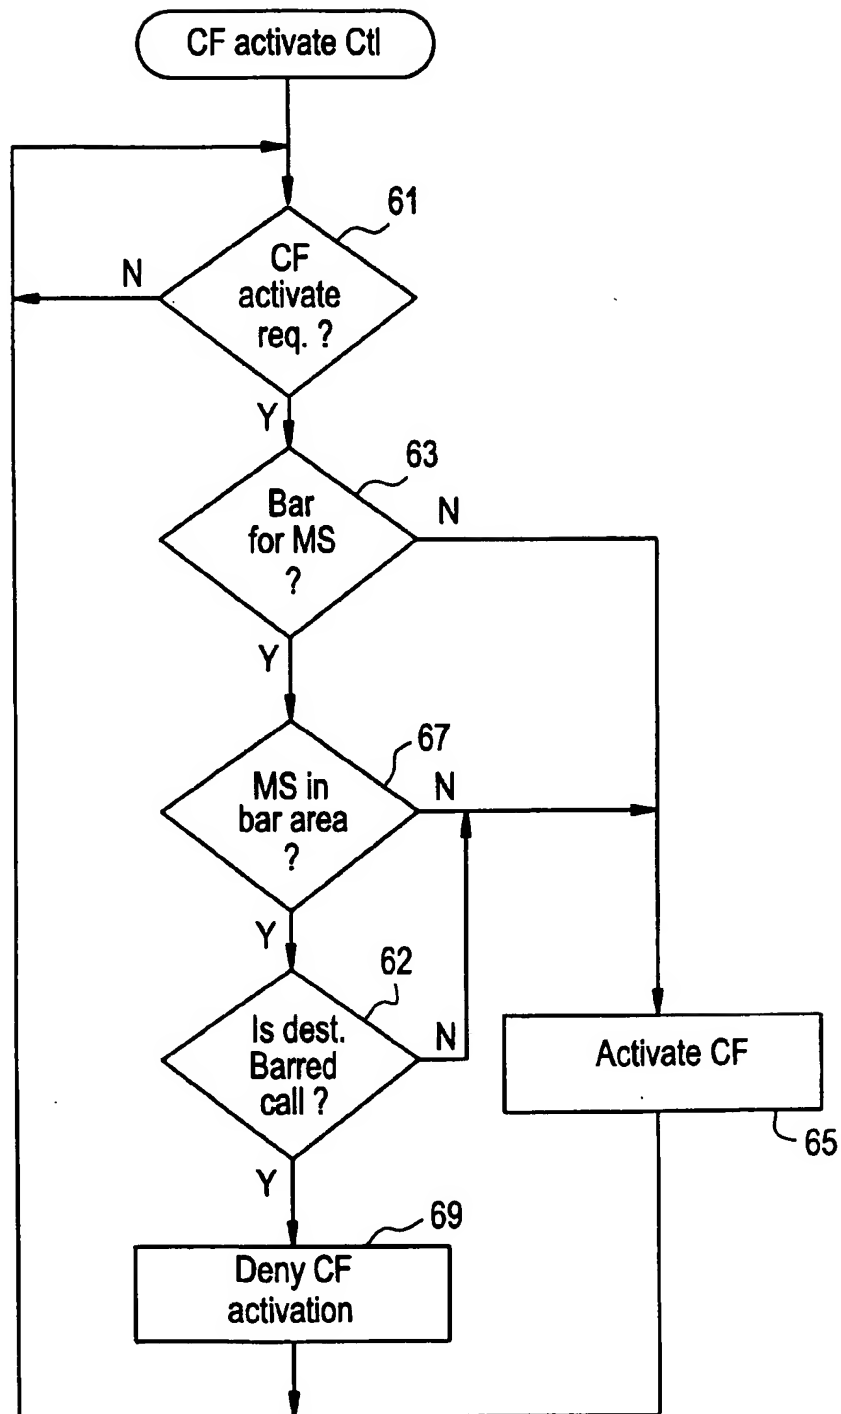 CF activate Ctl
61
CF
activate
req. ?
N
Y
63
Bar
for MS
?
N
Y
67
MS in
bar area
?
N
Y
62
Is dest.
Barred
call ?
N
Activate CF
65
Y
69
Deny CF
activation